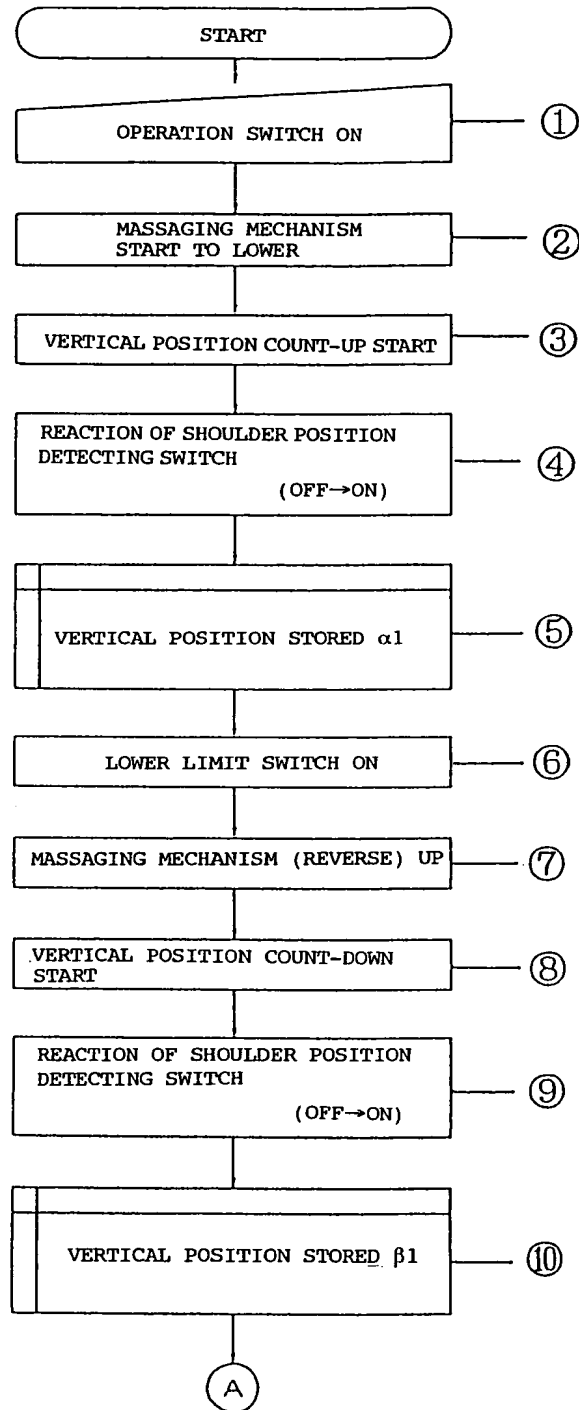 START
OPERATION SWITCH ON
①
MASSAGING MECHANISM
START TO LOWER
②
VERTICAL POSITION COUNT-UP START
③
REACTION OF SHOULDER POSITION
DETECTING SWITCH
(OFF→ON)
④
VERTICAL POSITION STORED α1
⑤
LOWER LIMIT SWITCH ON
⑥
MASSAGING MECHANISM (REVERSE) UP
⑦
VERTICAL POSITION COUNT-DOWN
START
⑧
REACTION OF SHOULDER POSITION
DETECTING SWITCH
(OFF→ON)
⑨
VERTICAL POSITION STORED β1
⑩
A